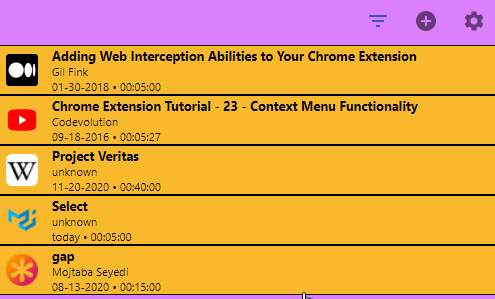 Adding Web Interception Abilities to Your Chrome Extension
Gil Fink
01-30-2018 • 00:05:00
Chrome Extension Tutorial - 23 - Context Menu Functionality
Codevolution
09-18-2016 • 00:05:27
W
Project Veritas
unknown
11-20-2020 • 00:40:00
Select
unknown
today • 00:05:00
gap
Mojtaba Seyedi
08-13-2020 • 00:15:00